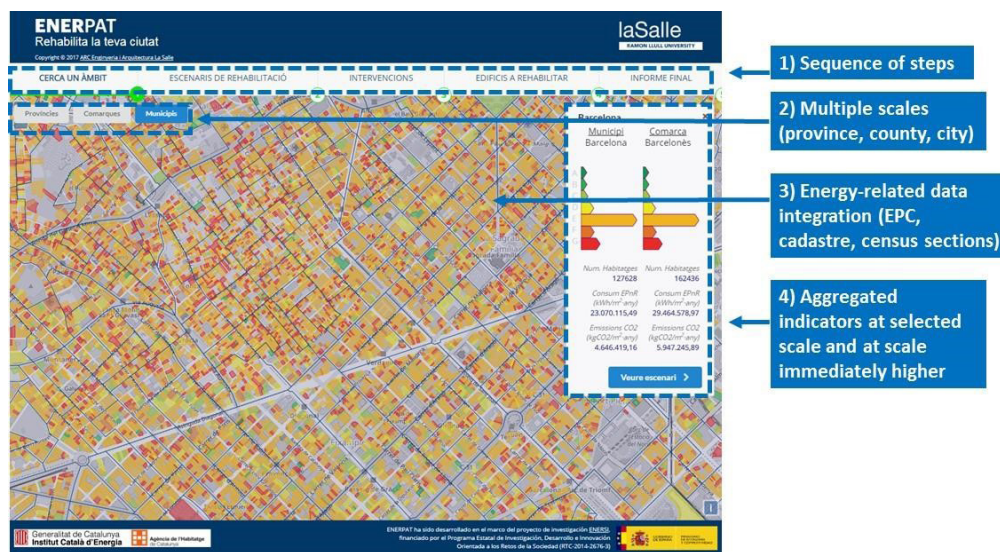 ENERPAT
Rehabilita la teva ciutat
Copyright © 2017 ARC Enginyeria i Arquitectura La Salle
laSalle
RAMON LLULL UNIVERSITY
CERCA UN ÀMBIT
ESCENARIS DE REHABILITACIÓ
INTERVENCIONS
EDIFICIS A REHABILITAR
INFORME FINAL
Províncies
Comarques
Municipis
Barcelona
Municipi Comarca
Barcelona Barcelonès
Num. Habitatges Num. Habitatges
127628 162436
Consum EPnR Consum EPnR
(kWh/m² any) (kWh/m² any)
23.070.115,49 29.464.578,97
Emissions CO2 Emissions CO2
(kgCO2/m² any) (kgCO2/m² any)
4.646.419,16 5.947.245,89
Veure escenari
1) Sequence of steps
2) Multiple scales
(province, county, city)
3) Energy-related data
integration (EPC,
cadastre, census sections)
4) Aggregated
indicators at selected
scale and at scale
immediately higher
Generalitat de Catalunya
Institut Català d'Energia
Agència de l'Habitatge
de Catalunya
ENERPAT ha sido desarrollado en el marco del proyecto de investigación ENERSI,
financiado por el Programa Estatal de Investigación, Desarrollo e Innovación
Orientada a los Retos de la Sociedad (RTC-2014-2676-3)